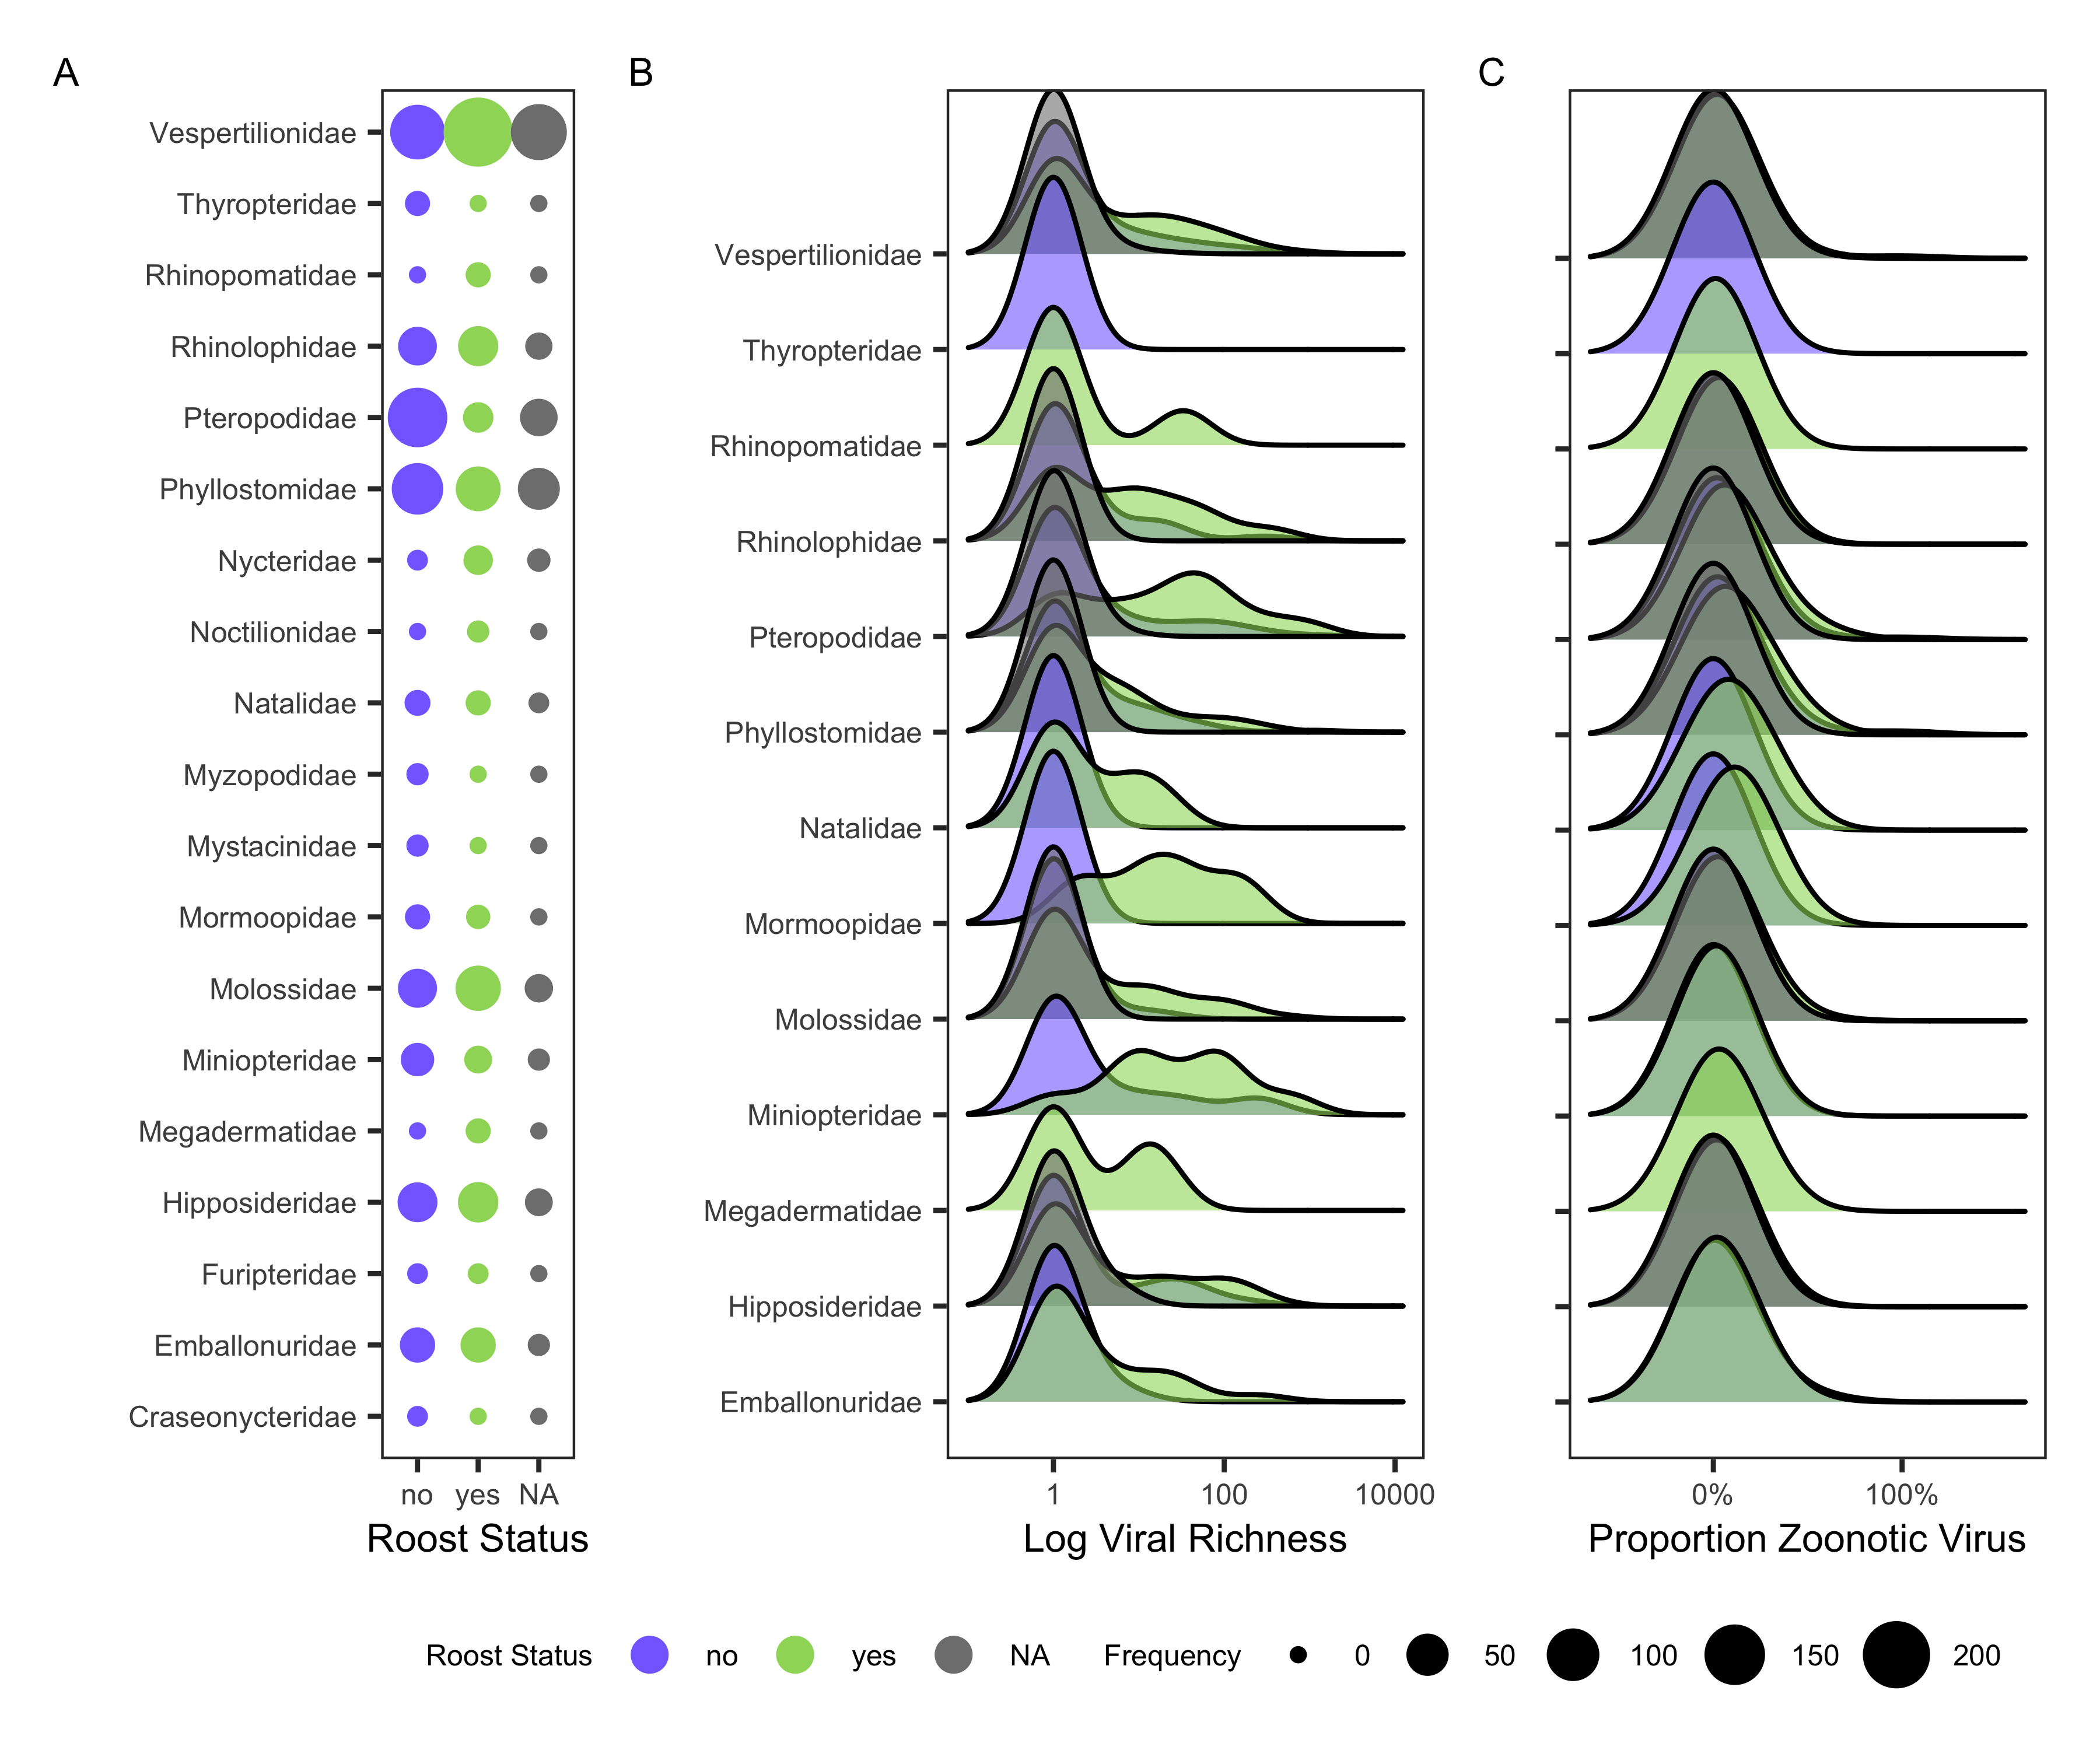 A
B
C
Vespertilionidae
Thyropteridae
Rhinopomatidae
Rhinolophidae
Pteropodidae
Phyllostomidae
Nycteridae
Noctilionidae
Natalidae
Myzopodidae
Mystacinidae
Mormoopidae
Molossidae
Miniopteridae
Megadermatidae
Hipposideridae
Furipteridae
Emballonuridae
Craseonycteridae
no yes NA
Roost Status
Vespertilionidae
Thyropteridae
Rhinopomatidae
Rhinolophidae
Pteropodidae
Phyllostomidae
Natalidae
Mormoopidae
Molossidae
Miniopteridae
Megadermatidae
Hipposideridae
Emballonuridae
1 100 10000
Log Viral Richness
0% 100%
Proportion Zoonotic Virus
Roost Status no yes NA Frequency 0 50 100 150 200